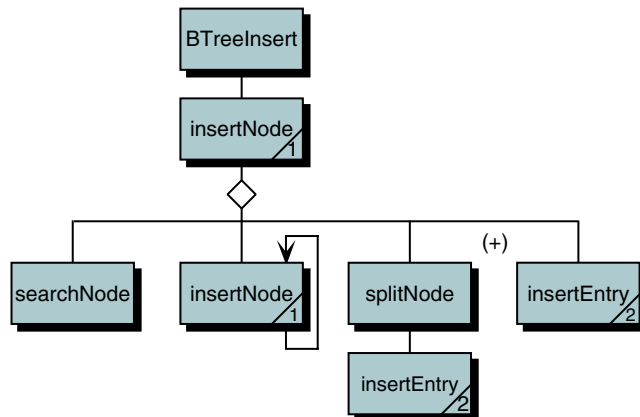 BTreeInsert
insertNode
1
(+)
searchNode
insertNode
1
splitNode
insertEntry
2
insertEntry
2